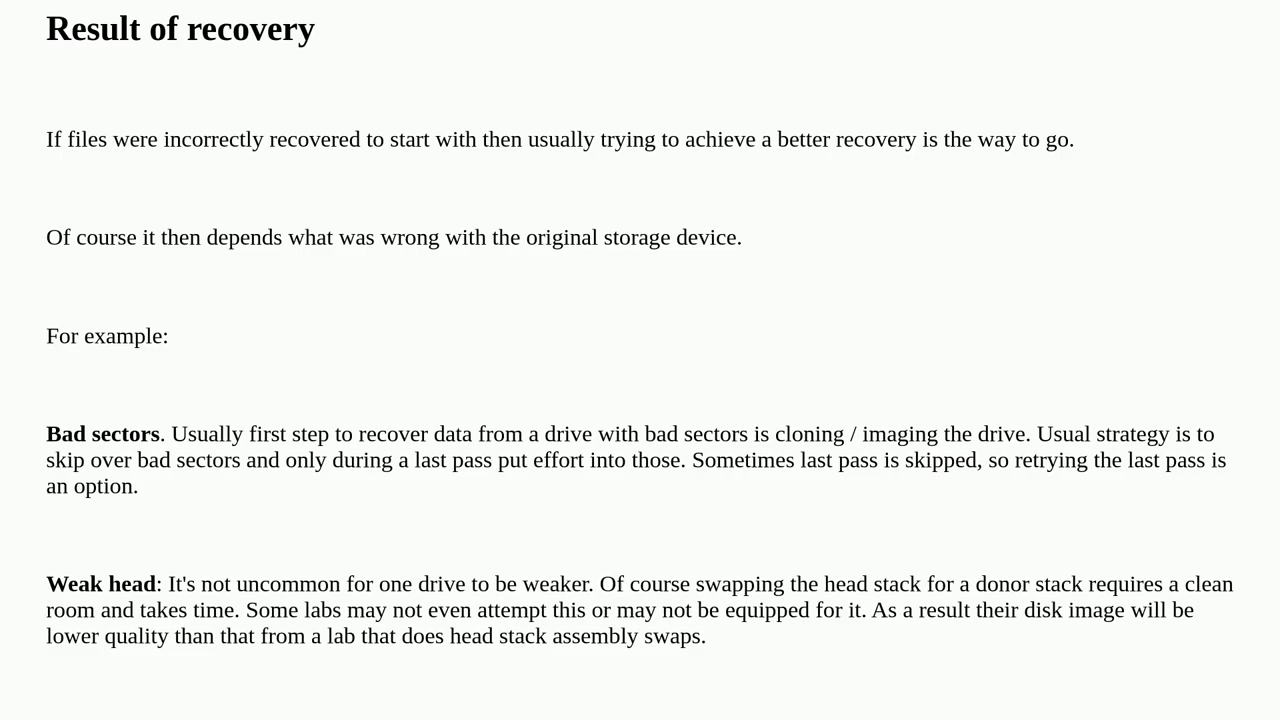 Result of recovery
If files were incorrectly recovered to start with then usually trying to achieve a better recovery is the way to go.
Of course it then depends what was wrong with the original storage device.
For example:
Bad sectors. Usually first step to recover data from a drive with bad sectors is cloning / imaging the drive. Usual strategy is to
skip over bad sectors and only during a last pass put effort into those. Sometimes last pass is skipped, so retrying the last pass is
an option.
Weak head: It's not uncommon for one drive to be weaker. Of course swapping the head stack for a donor stack requires a clean
room and takes time. Some labs may not even attempt this or may not be equipped for it. As a result their disk image will be
lower quality than that from a lab that does head stack assembly swaps.